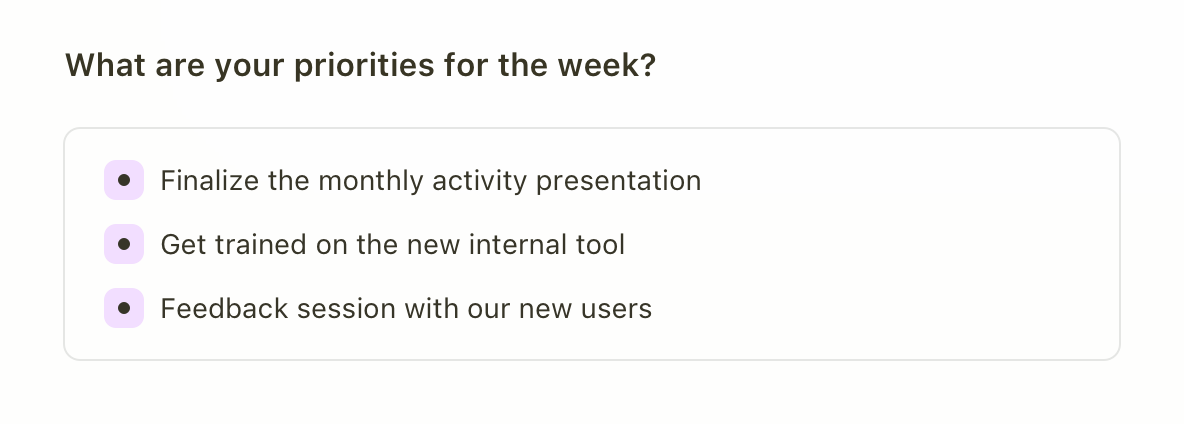 What are your priorities for the week?
Finalize the monthly activity presentation
Get trained on the new internal tool
Feedback session with our new users